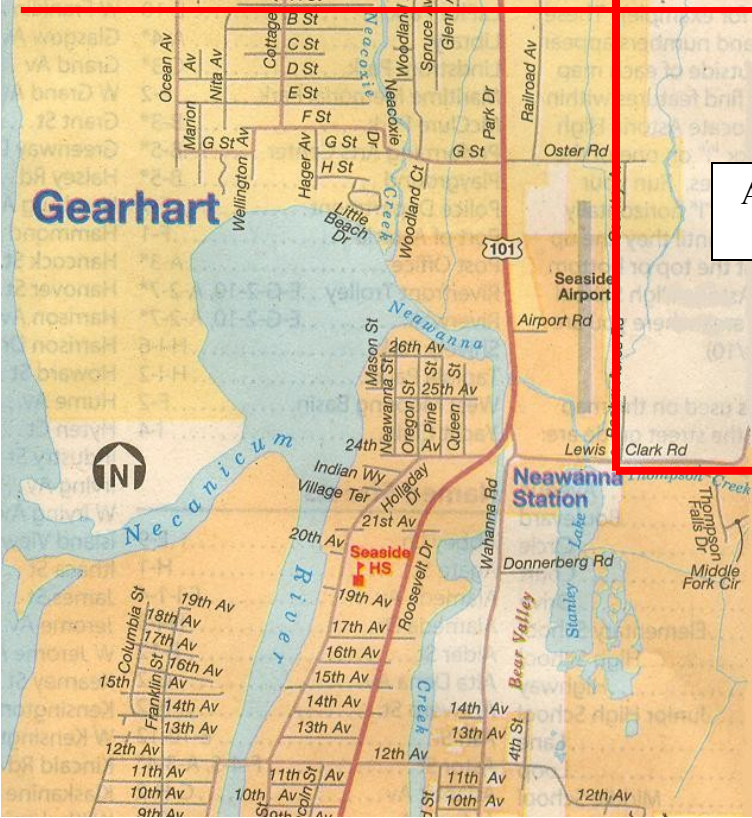 B St
C St
D St
E St
F St
G St
G St
G St
H St
Ocean Av
Marion Av
Nita Av
Cottage
Neacoxie
Woodland
Spruce Av
Glenn
Park Dr
Railroad Av
Neacoxie Dr
Creek
Wellington Av
Hager Av
Little Beach Dr
Woodland Ct
Oster Rd
Gearhart
A
101
Seaside
Airport
Airport Rd
Neawanna
Mason St
26th Av
25th Av
Neawanna St
Oregon St
Pine St
Queen St
24th Av
Lewis & Clark Rd
Indian Wy
Village Ter
Holladay Dr
N
Necanicum River
Neawanna
Station
Thompson Creek
Wahanna Rd
21st Av
20th Av
Seaside
HS
Roosevelt Dr
Donnerberg Rd
Stanley Lake
Thompson Falls Dr
Middle
Fork Cir
Bear Valley
19th Av
19th Av
18th Av
17th Av
17th Av
16th Av
16th Av
15th Av
15th
14th Av
14th Av
14th Av
13th Av
13th Av
13th Av
Columbia St
Franklin St
Creek
4th St
12th Av
12th Av
12th Av
11th Av
11th Av
11th Av
10th Av
10th Av
10th Av
9th Av